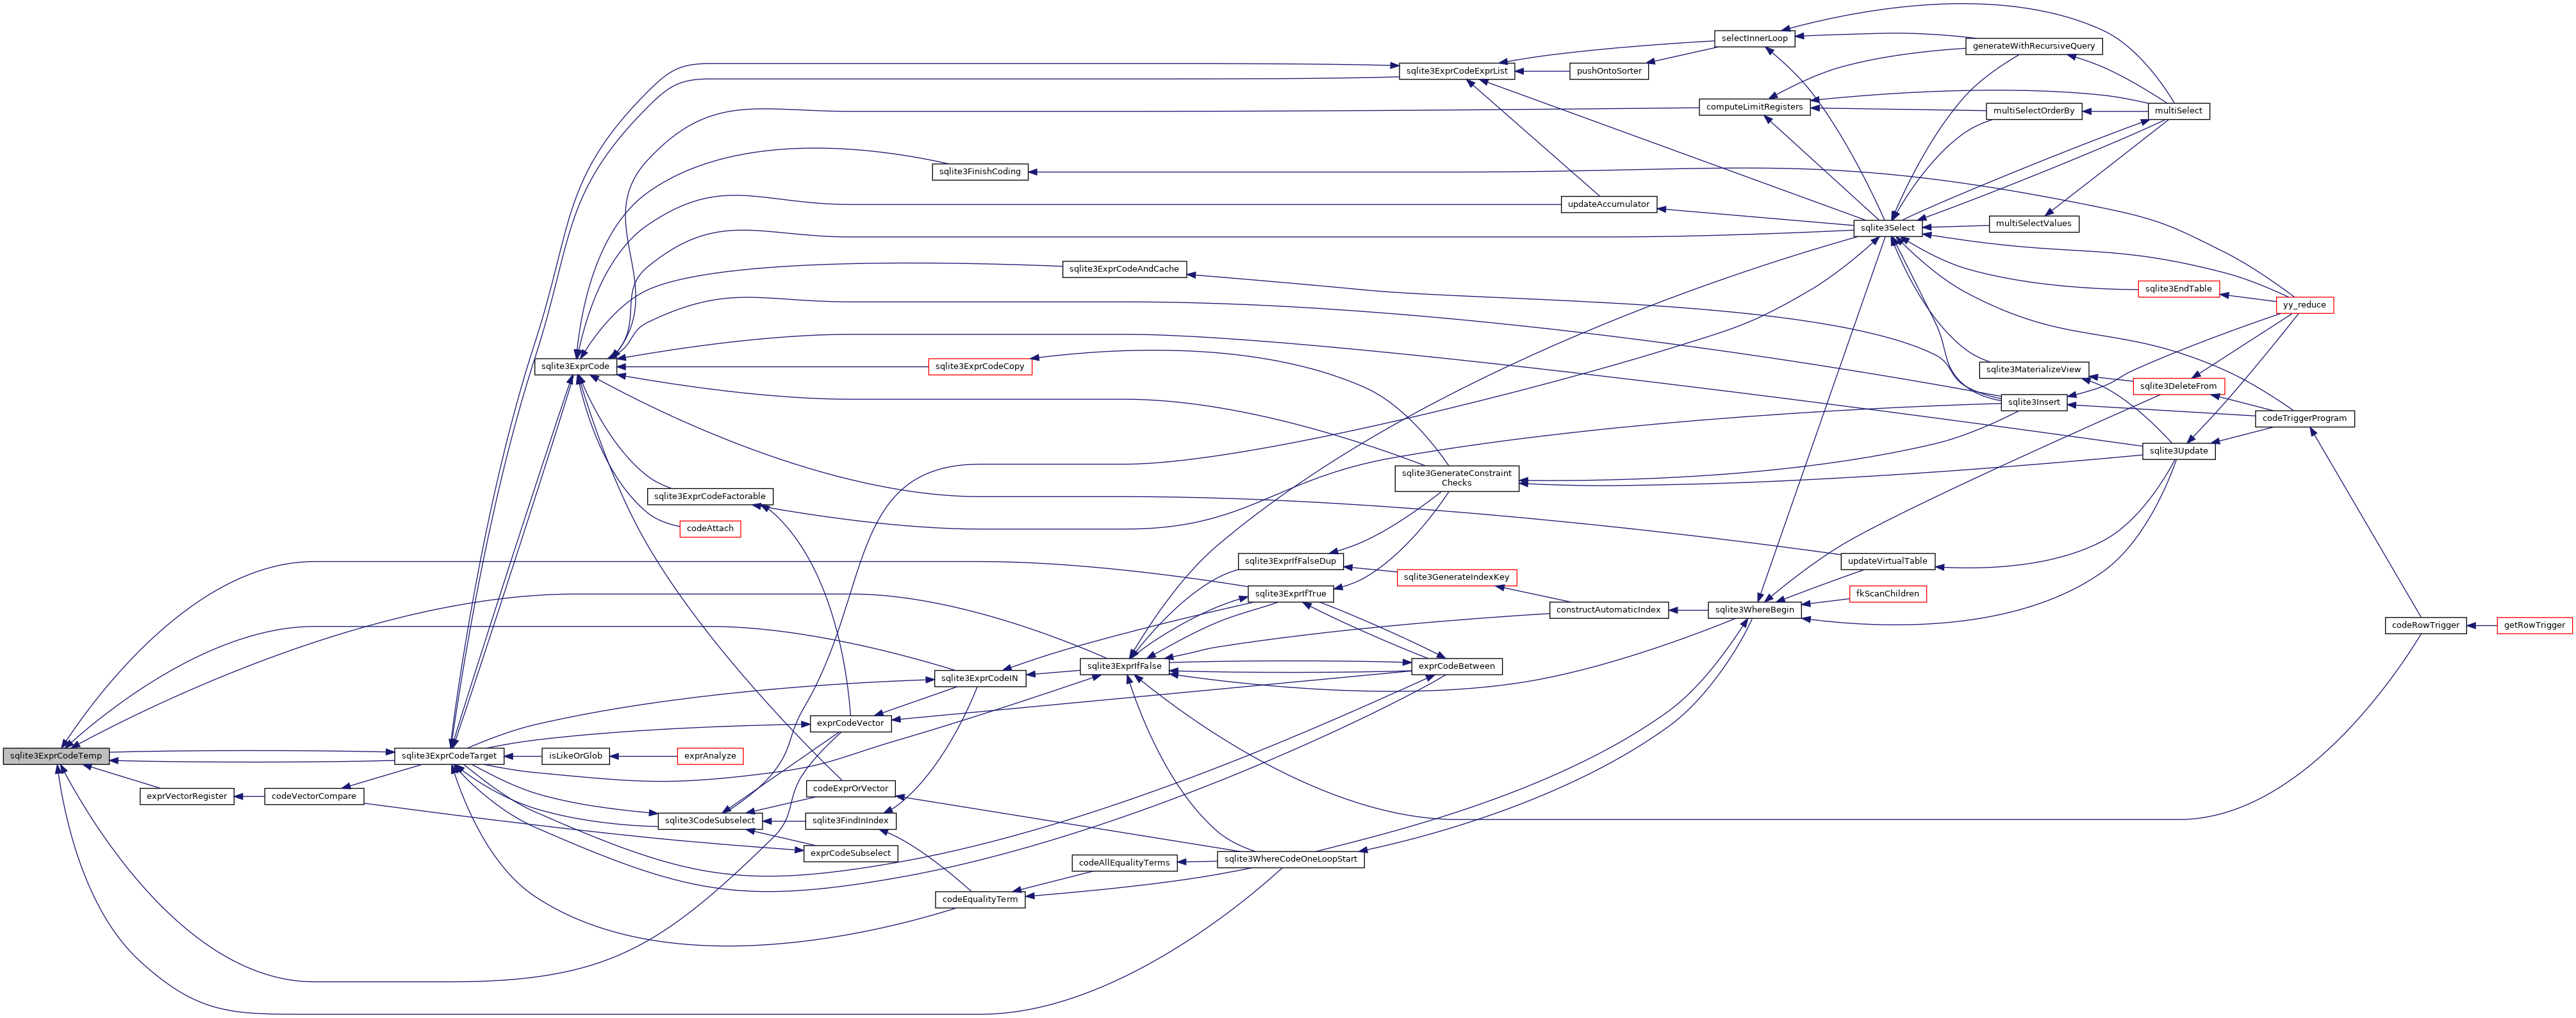 selectInnerLoop
generateWithRecursiveQuery
sqlite3ExprCodeExprList
pushOntoSorter
computeLimitRegisters
multiSelectOrderBy
multiSelect
sqlite3FinishCoding
updateAccumulator
multiSelectValues
sqlite3Select
sqlite3ExprCodeAndCache
sqlite3EndTable
yy_reduce
sqlite3ExprCode
sqlite3ExprCodeCopy
sqlite3MaterializeView
sqlite3DeleteFrom
sqlite3Insert
codeTriggerProgram
sqlite3Update
sqlite3GenerateConstraint
Checks
sqlite3ExprCodeFactorable
codeAttach
sqlite3ExprIfFalseDup
updateVirtualTable
sqlite3GenerateIndexKey
sqlite3ExprIfTrue
fkScanChildren
constructAutomaticIndex
sqlite3WhereBegin
codeRowTrigger
getRowTrigger
sqlite3ExprIfFalse
exprCodeBetween
sqlite3ExprCodeIN
exprCodeVector
sqlite3ExprCodeTemp
sqlite3ExprCodeTarget
isLikeOrGlob
exprAnalyze
codeExprOrVector
exprVectorRegister
codeVectorCompare
sqlite3CodeSubselect
sqlite3FindInIndex
exprCodeSubselect
codeAllEqualityTerms
sqlite3WhereCodeOneLoopStart
codeEqualityTerm